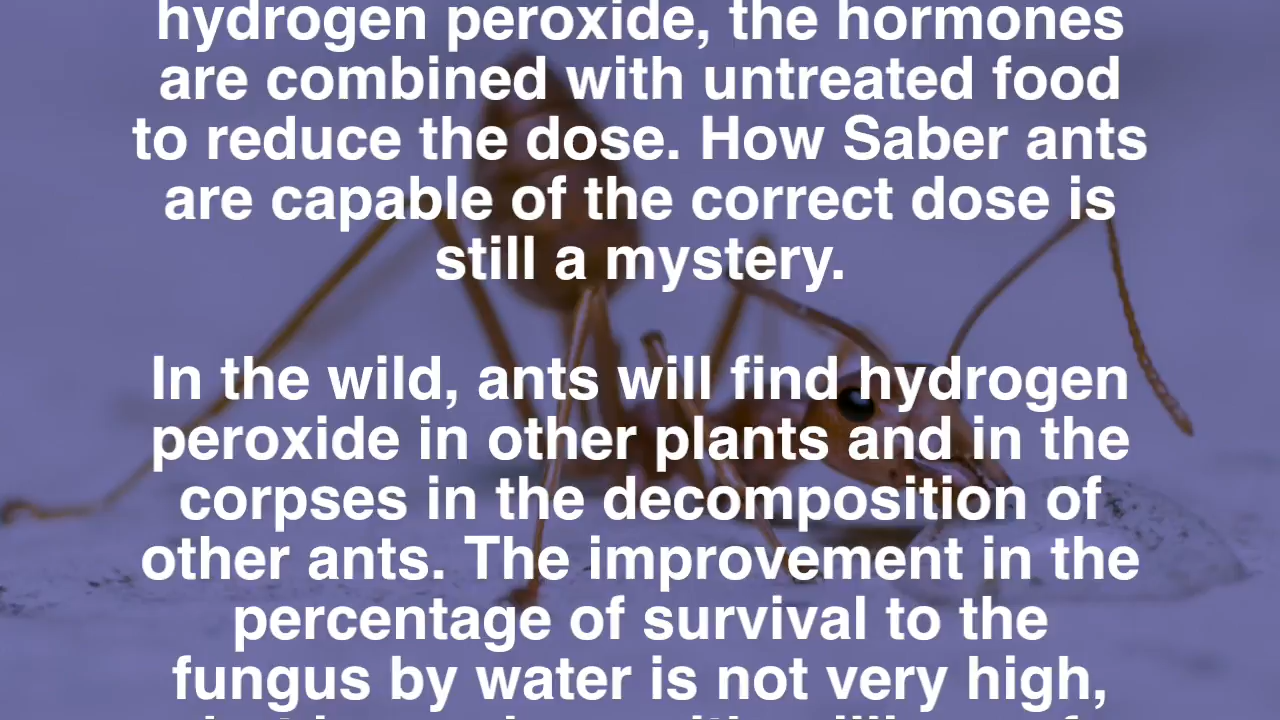 hydrogen peroxide, the hormones
are combined with untreated food
to reduce the dose. How Saber ants
are capable of the correct dose is
still a mystery.
In the wild, ants will find hydrogen
peroxide in other plants and in the
corpses in the decomposition of
other ants. The improvement in the
percentage of survival to the
fungus by water is not very high,